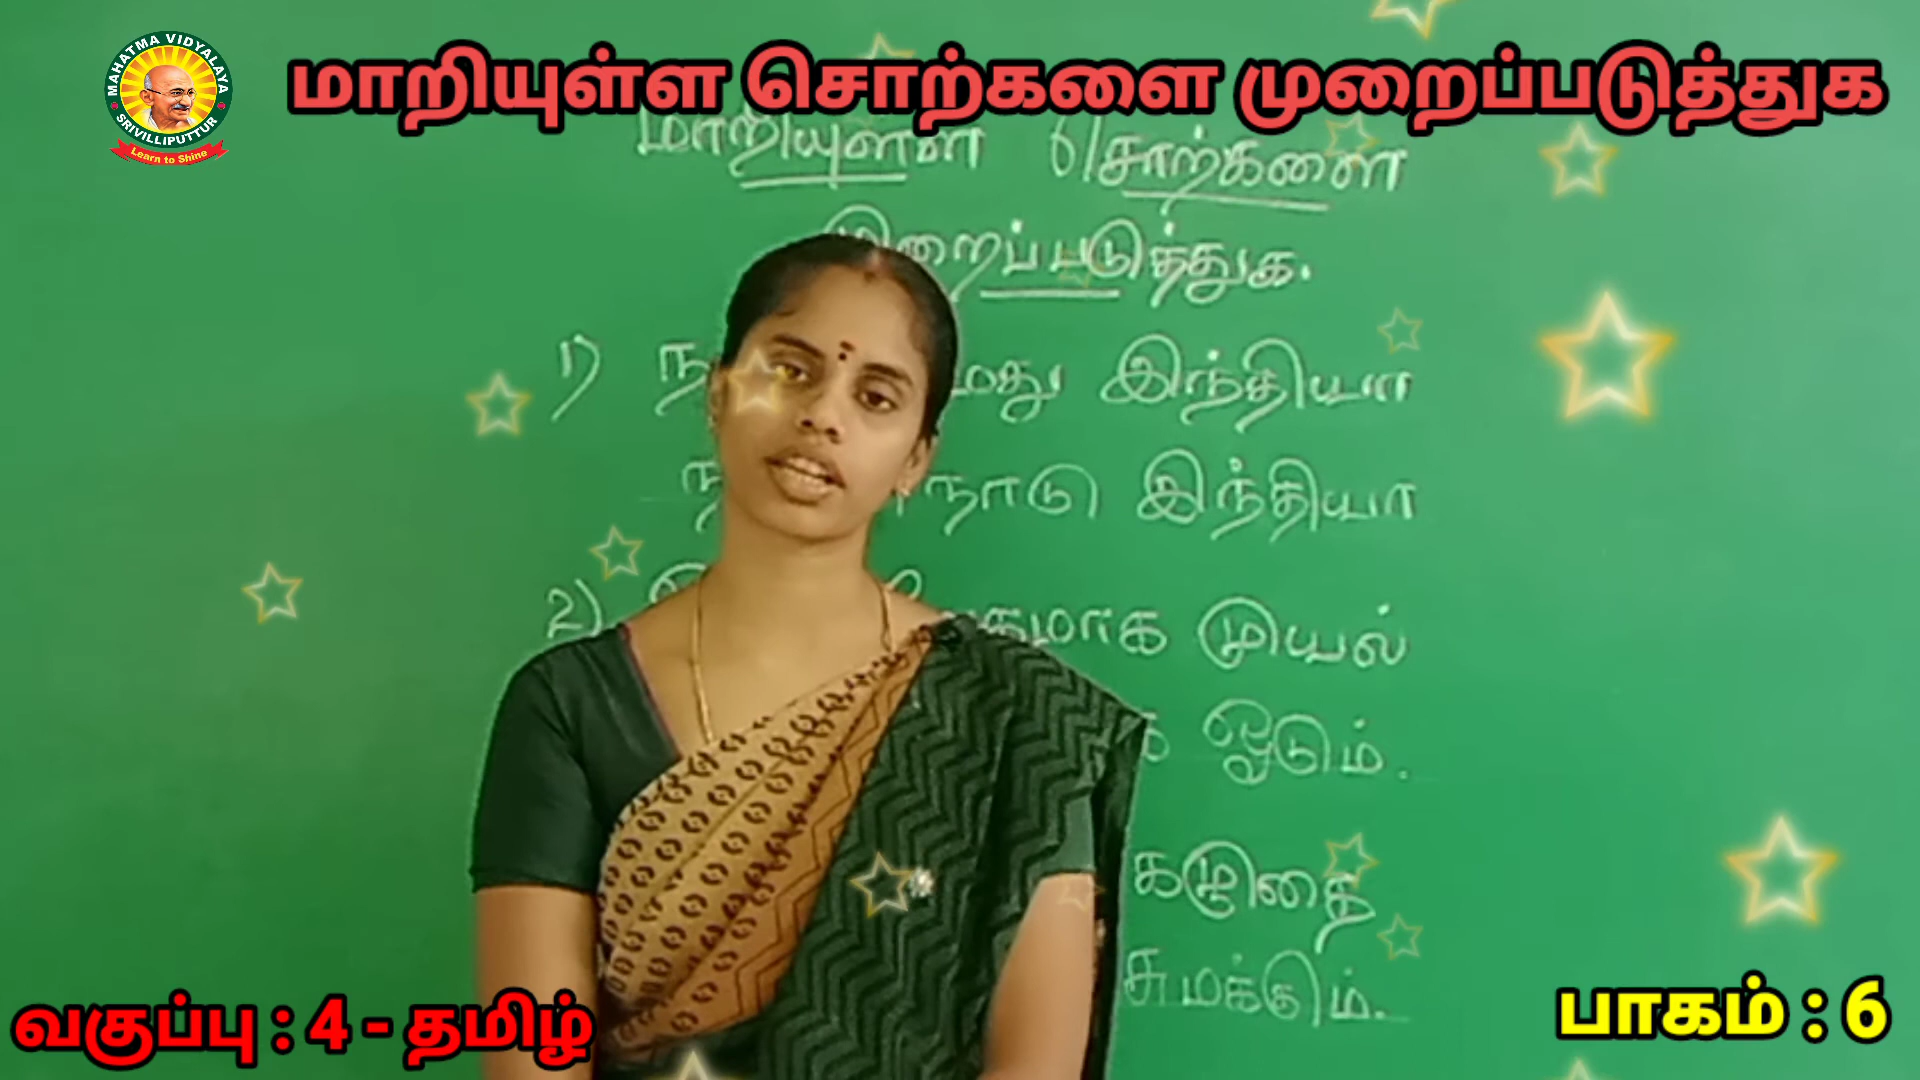 MAHATMA VIDYALAYA
SRIVILLIPUTTUR
Learn to Shine
மாறியுள்ள சொற்களை முறைப்படுத்துக
மாறியுள்ள சொற்களை
முறைப்படுத்துக.
1) இந்தியா
நாடு இந்தியா
2) முயல்
ஓடும்.
கழுதை
சுமக்கும்.
வகுப்பு : 4 - தமிழ்
பாகம் : 6